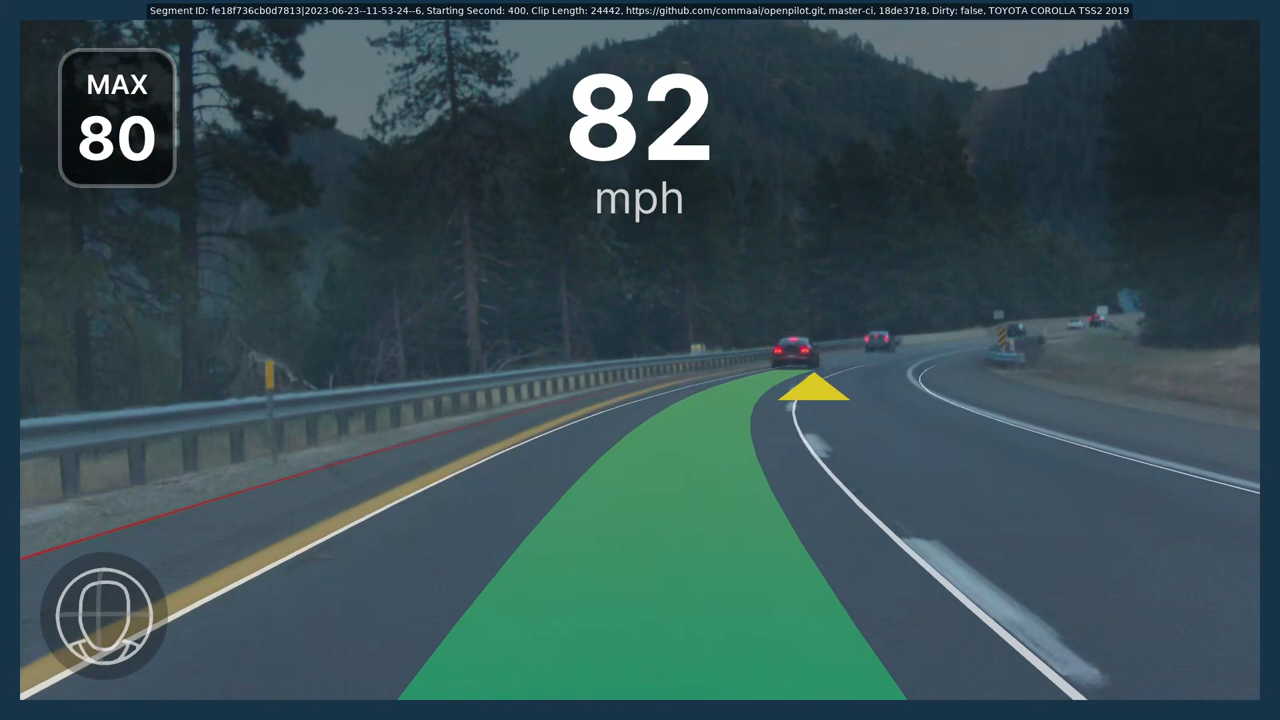 Segment ID: fe18f736cb0d7813|2023-06-23--11-53-24--6, Starting Second: 400, Clip Length: 24442, https://github.com/commaai/openpilot.git, master-ci, 18de3718, Dirty: false, TOYOTA COROLLA TSS2 2019
MAX
80
82
mph